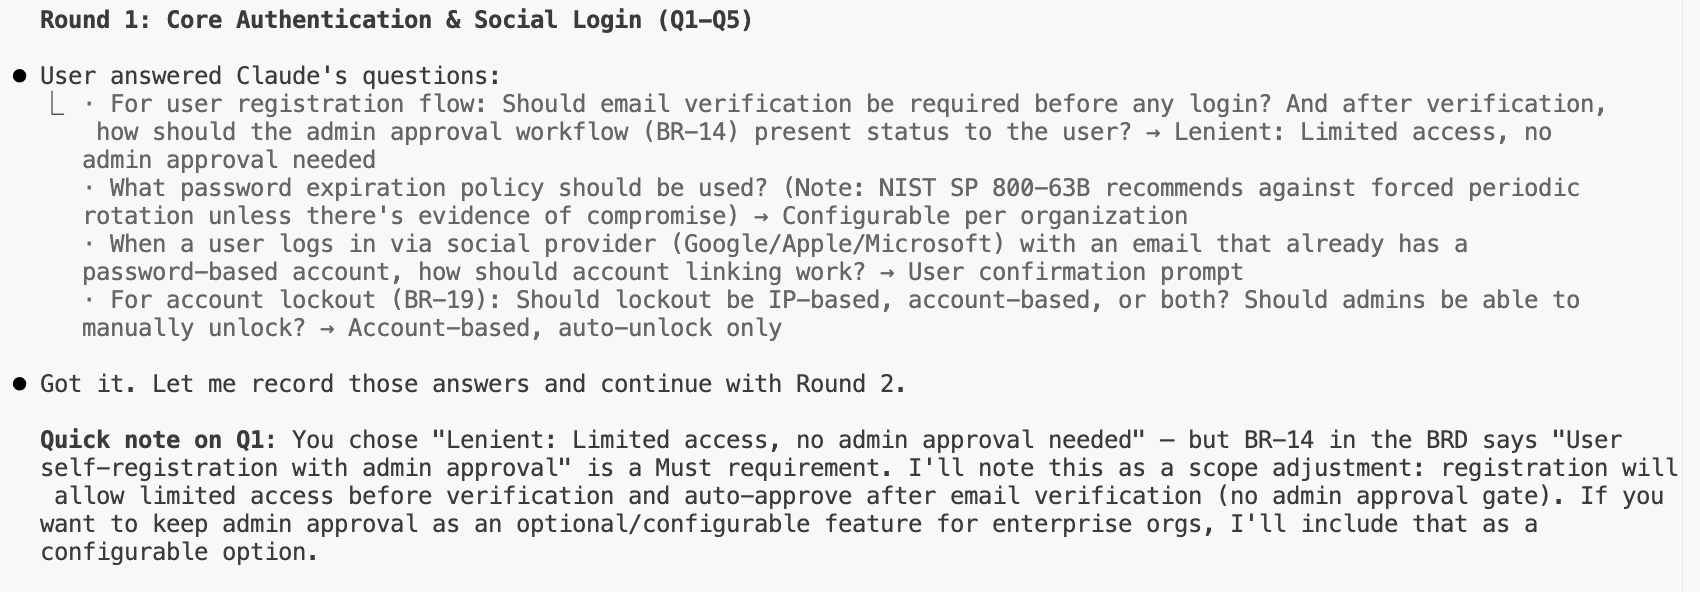 Round 1: Core Authentication & Social Login (Q1–Q5)
● User answered Claude's questions:
⎿ · For user registration flow: Should email verification be required before any login? And after verification,
how should the admin approval workflow (BR-14) present status to the user? → Lenient: Limited access, no
admin approval needed
· What password expiration policy should be used? (Note: NIST SP 800-63B recommends against forced periodic
rotation unless there's evidence of compromise) → Configurable per organization
· When a user logs in via social provider (Google/Apple/Microsoft) with an email that already has a
password-based account, how should account linking work? → User confirmation prompt
· For account lockout (BR-19): Should lockout be IP-based, account-based, or both? Should admins be able to
manually unlock? → Account-based, auto-unlock only
● Got it. Let me record those answers and continue with Round 2.
Quick note on Q1: You chose "Lenient: Limited access, no admin approval needed" — but BR-14 in the BRD says "User
self-registration with admin approval" is a Must requirement. I'll note this as a scope adjustment: registration will
allow limited access before verification and auto-approve after email verification (no admin approval gate). If you
want to keep admin approval as an optional/configurable feature for enterprise orgs, I'll include that as a
configurable option.